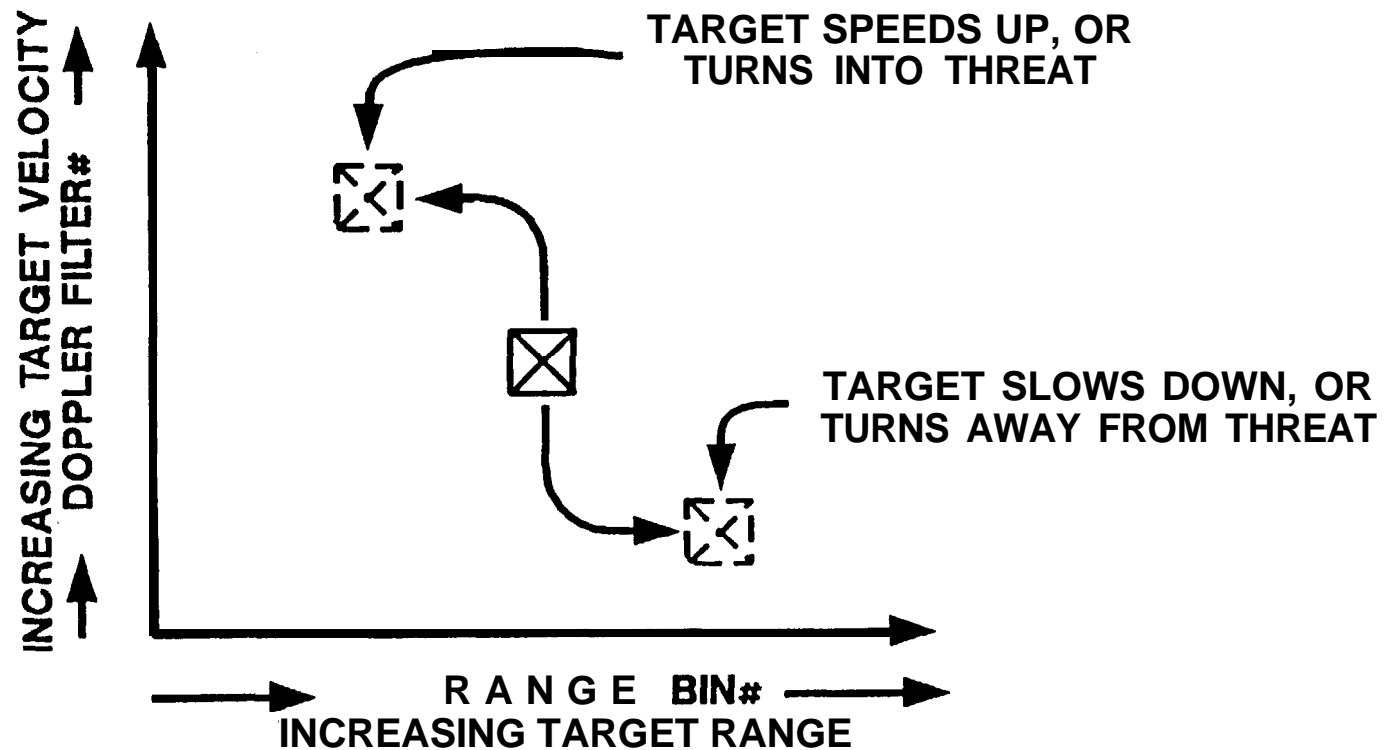 TARGET SPEEDS UP, OR
TURNS INTO THREAT
INCREASING TARGET VELOCITY
DOPPLER FILTER#
TARGET SLOWS DOWN, OR
TURNS AWAY FROM THREAT
RANGE BIN#
INCREASING TARGET RANGE